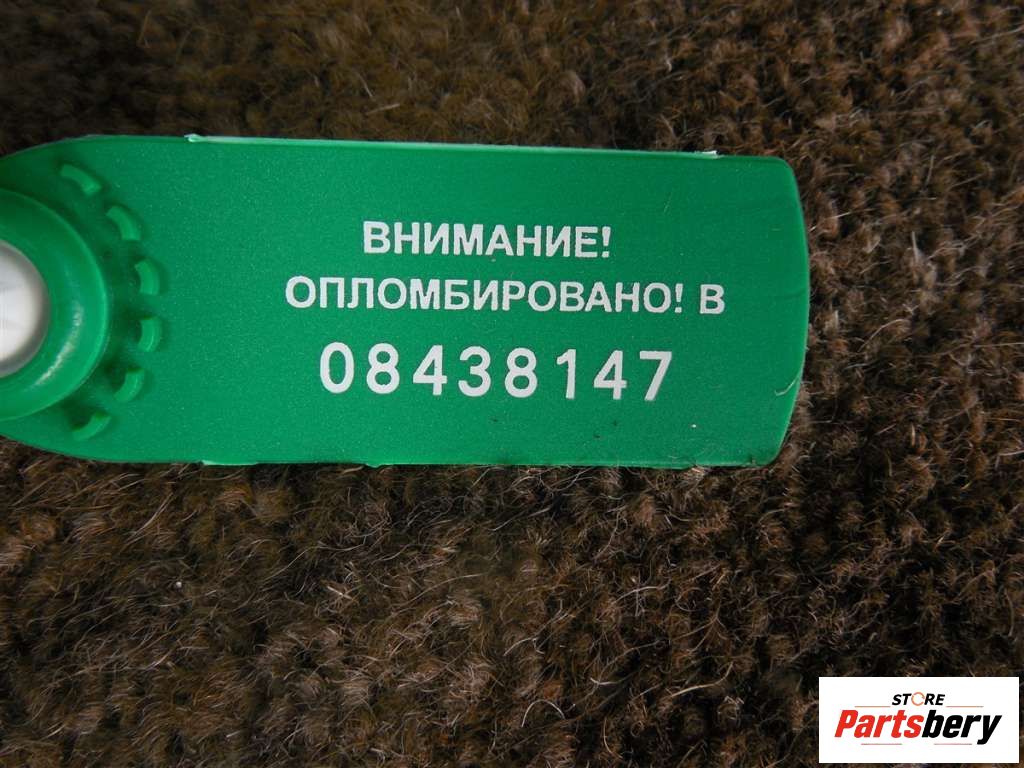 ВНИМАНИЕ!
ОПЛОМБИРОВАНО! В
08438147
STORE
Partsbery